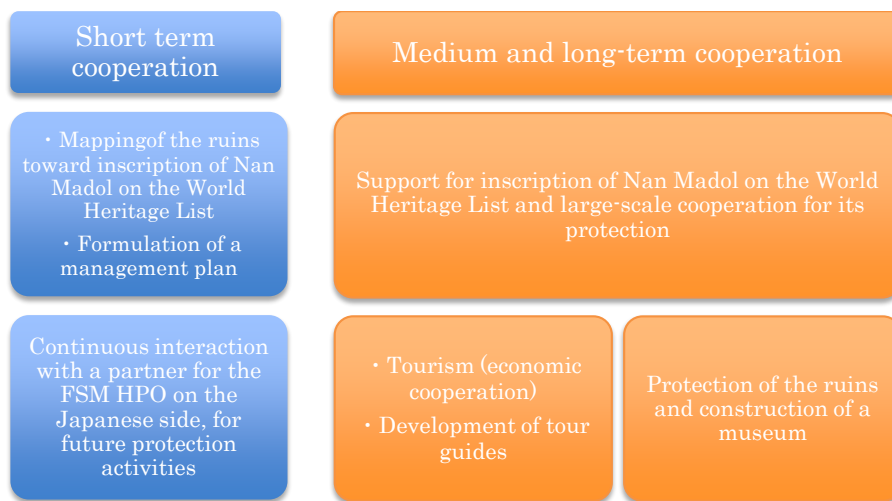 Short term
cooperation
Medium and long-term cooperation
・Mappingof the ruins
toward inscription of Nan
Madol on the World
Heritage List
・Formulation of a
management plan
Support for inscription of Nan Madol on the World
Heritage List and large-scale cooperation for its
protection
Continuous interaction
with a partner for the
FSM HPO on the
Japanese side, for
future protection
activities
・Tourism (economic
cooperation)
・Development of tour
guides
Protection of the ruins
and construction of a
museum